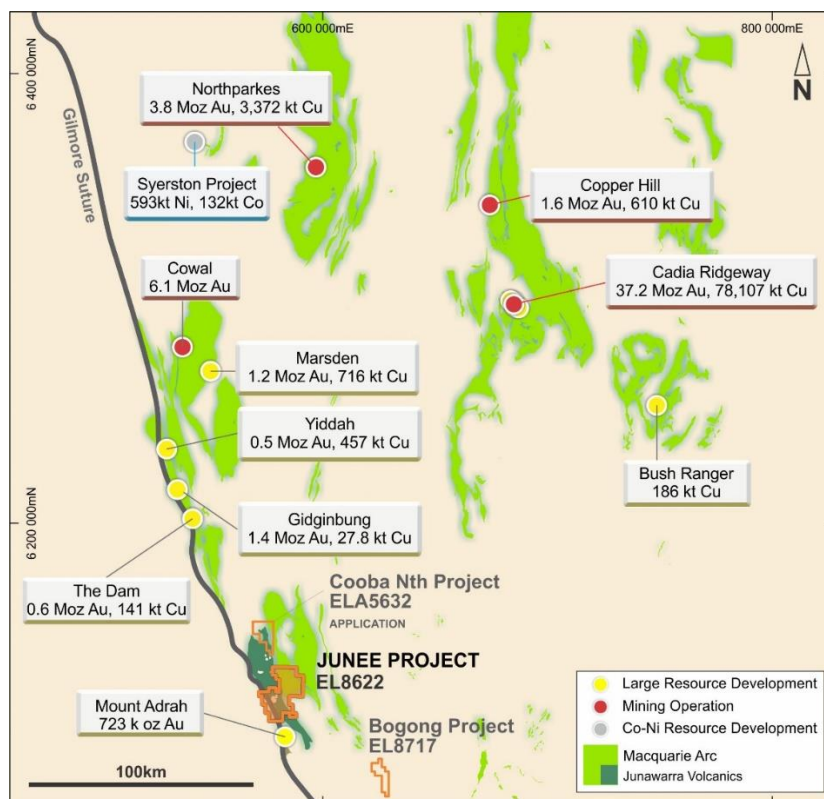 600 000mE
800 000mE
6 400 000mN
N
Gilmore Suture
Northparkes
3.8 Moz Au, 3,372 kt Cu
Syerston Project
593kt Ni, 132kt Co
Copper Hill
1.6 Moz Au, 610 kt Cu
Cowal
6.1 Moz Au
Cadia Ridgeway
37.2 Moz Au, 78,107 kt Cu
Marsden
1.2 Moz Au, 716 kt Cu
Yiddah
0.5 Moz Au, 457 kt Cu
Bush Ranger
186 kt Cu
Gidginbung
1.4 Moz Au, 27.8 kt Cu
6 200 000mN
The Dam
0.6 Moz Au, 141 kt Cu
Cooba Nth Project
ELA5632
APPLICATION
JUNEE PROJECT
EL8622
Mount Adrah
723 k oz Au
Bogong Project
EL8717
100km
Large Resource Development
Mining Operation
Co-Ni Resource Development
Macquarie Arc
Junawarra Volcanics